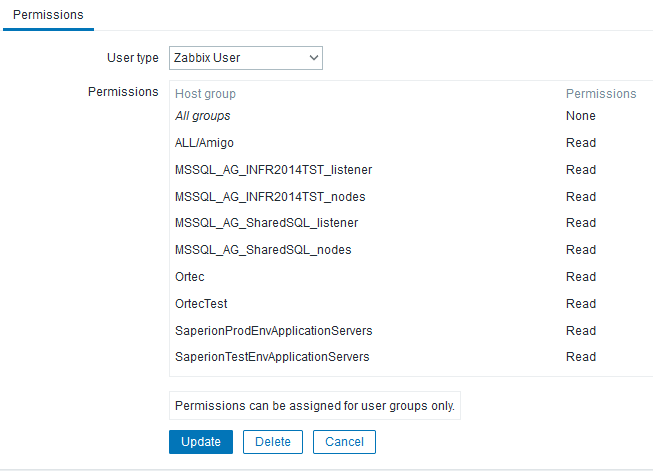 Permissions
User type Zabbix User
Permissions Host group Permissions
All groups None
ALL/Amigo Read
MSSQL_AG_INFR2014TST_listener Read
MSSQL_AG_INFR2014TST_nodes Read
MSSQL_AG_SharedSQL_listener Read
MSSQL_AG_SharedSQL_nodes Read
Ortec Read
OrtecTest Read
SaperionProdEnvApplicationServers Read
SaperionTestEnvApplicationServers Read
Permissions can be assigned for user groups only.
Update Delete Cancel